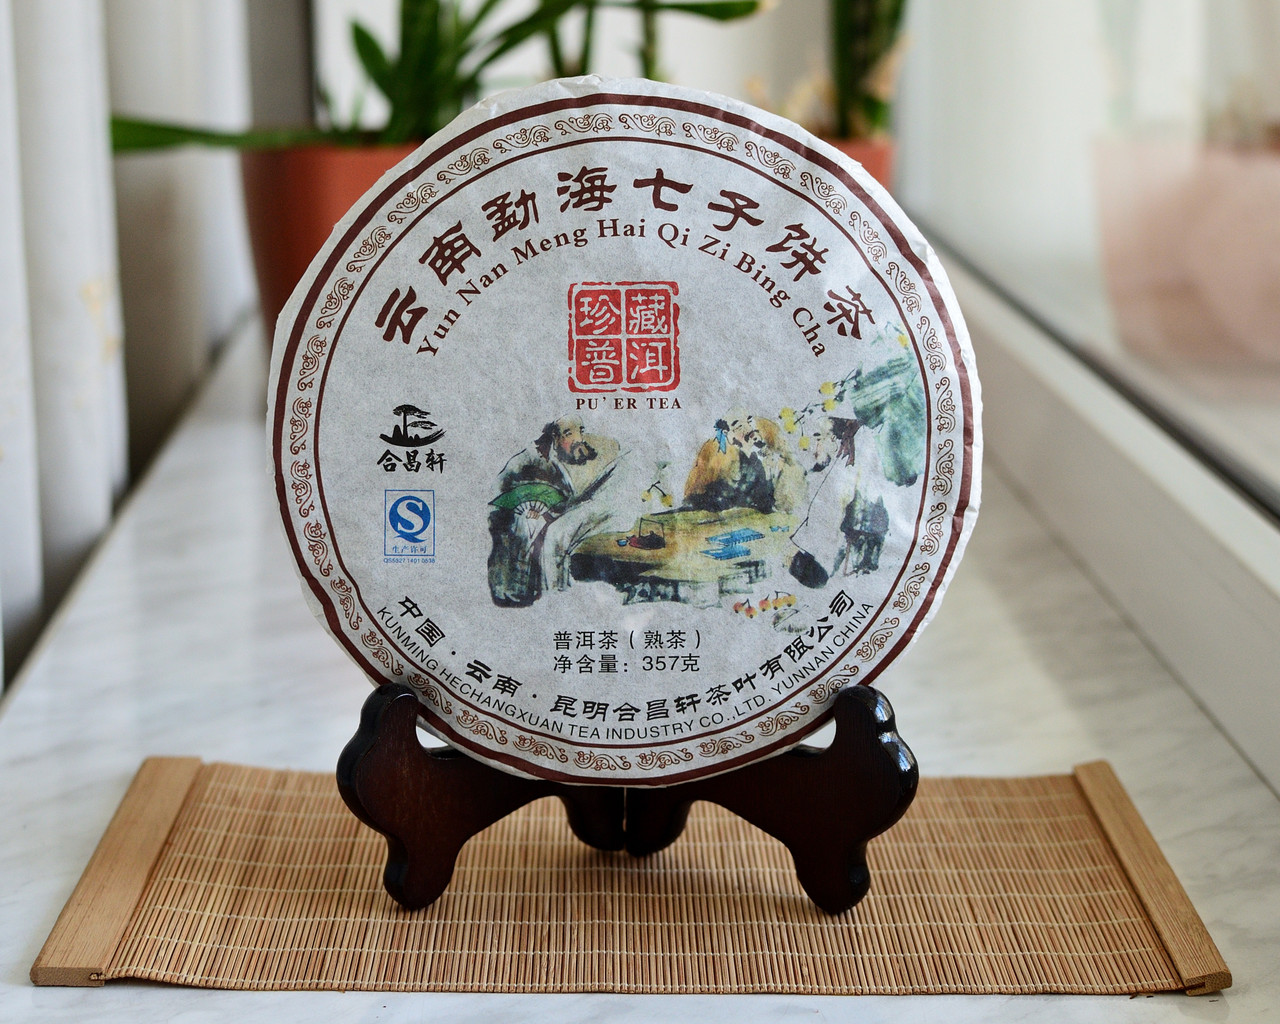 云南勐海七子饼茶
Yun Nan Meng Hai Qi Zi Bing Cha
珍藏
普洱
PU'ER TEA
合昌轩
生产许可
QS5327 1401 0638
普洱茶（熟茶）
净含量：357克
中国·云南·昆明合昌轩茶叶有限公司
KUNMING HECHANGXUAN TEA INDUSTRY CO.,LTD. YUNNAN CHINA